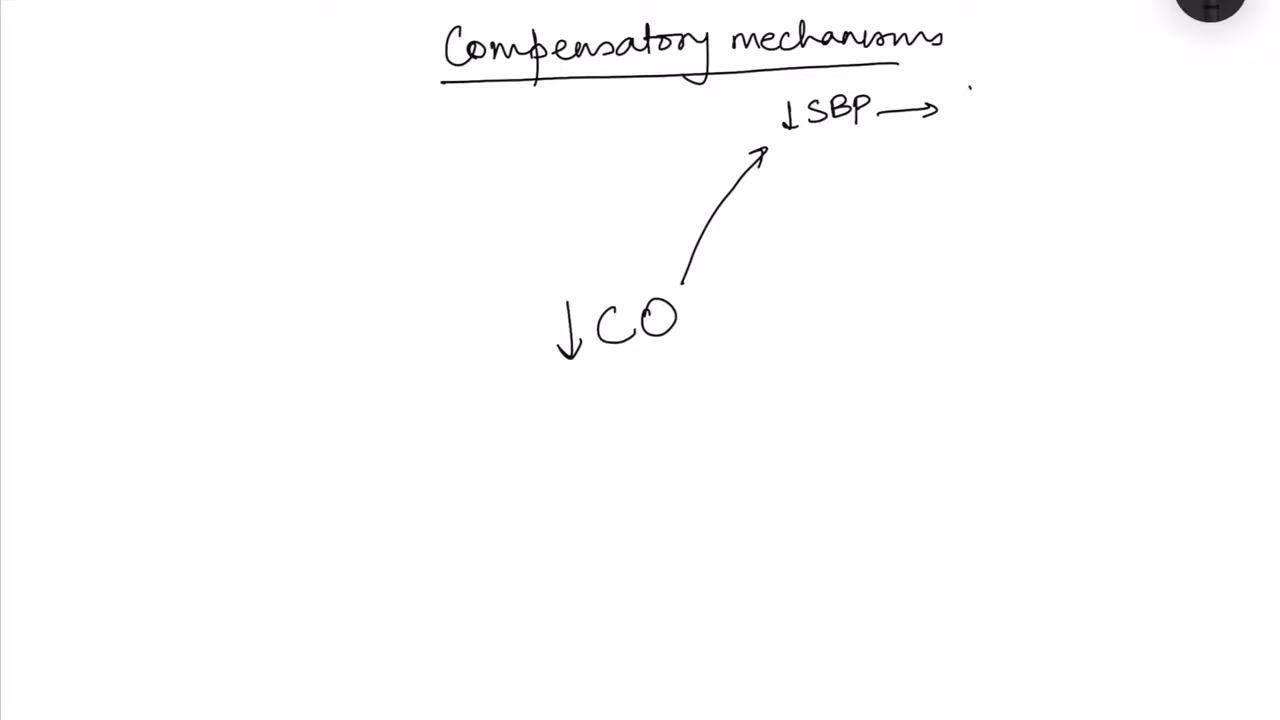 Compensatory mechanisms
↓ SBP →
↓ CO